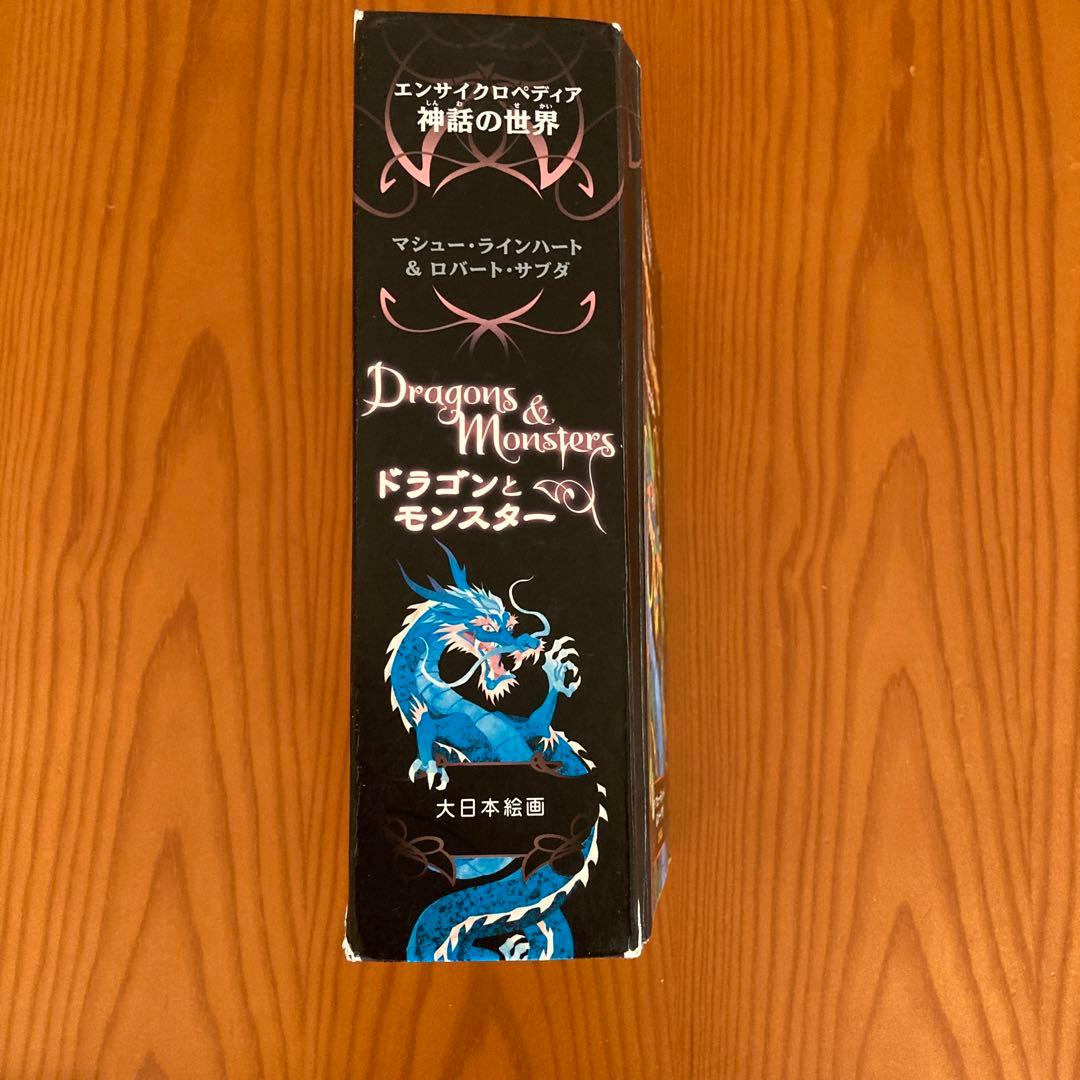 エンサイクロペディア
神話の世界
マシュー・ラインハート
& ロバート・サブダ
Dragons &
Monsters
ドラゴンと
モンスター
大日本絵画